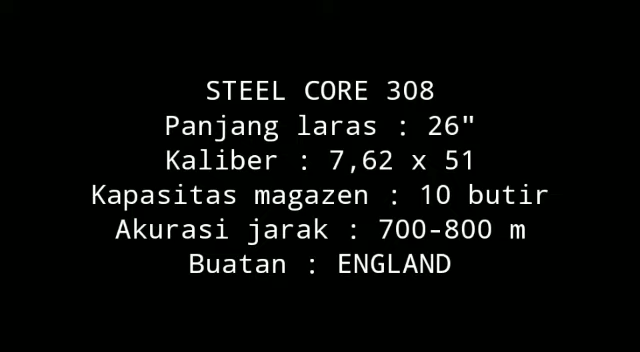 STEEL CORE 308
Panjang laras : 26"
Kaliber : 7,62 x 51
Kapasitas magazen : 10 butir
Akurasi jarak : 700-800 m
Buatan : ENGLAND